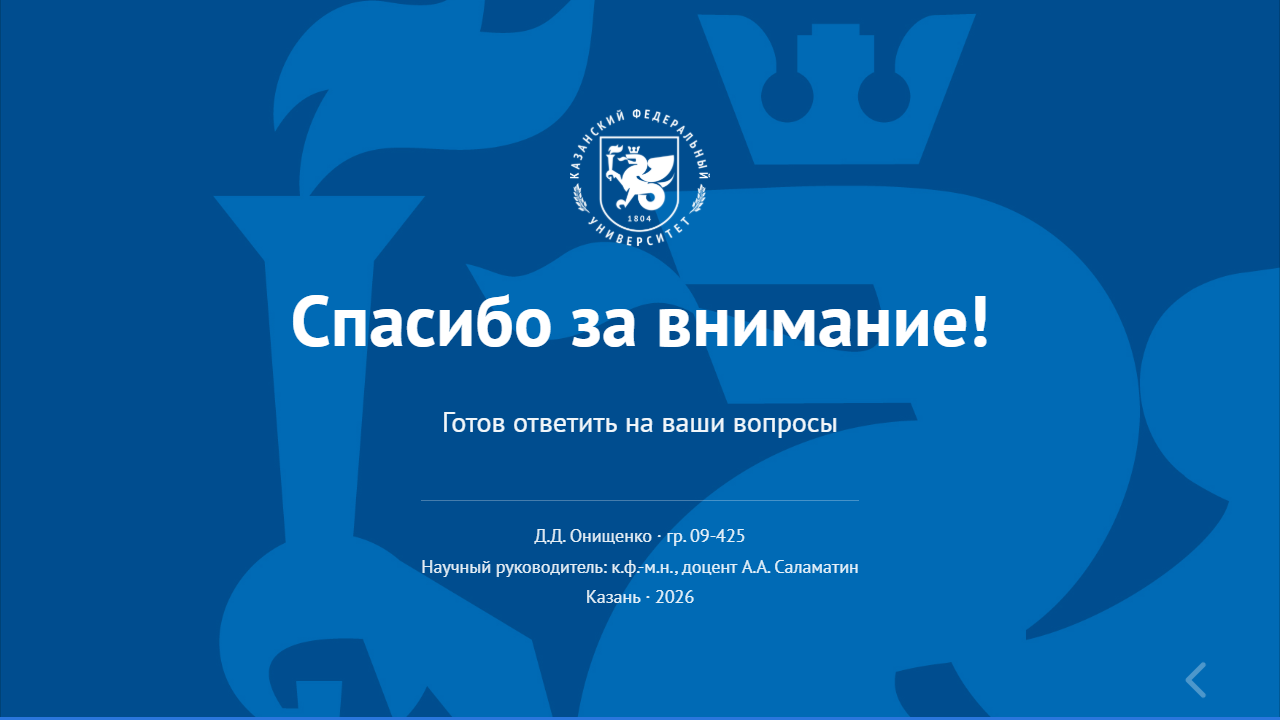 КАЗАНСКИЙ ФЕДЕРАЛЬНЫЙ
УНИВЕРСИТЕТ
1804
Спасибо за внимание!
Готов ответить на ваши вопросы
Д.Д. Онищенко · гр. 09-425
Научный руководитель: к.ф.-м.н., доцент А.А. Саламатин
Казань · 2026